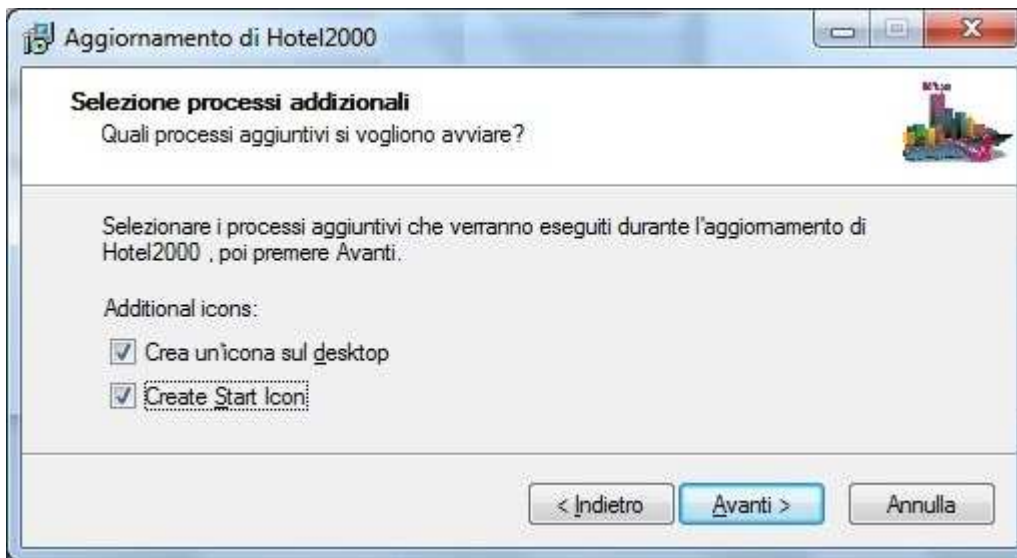 Aggiornamento di Hotel2000
Selezione processi addizionali
Quali processi aggiuntivi si vogliono avviare?
Selezionare i processi aggiuntivi che verranno eseguiti durante l'aggiornamento di
Hotel2000 , poi premere Avanti.
Additional icons:
Crea un'icona sul desktop
Create Start Icon
< Indietro
Avanti >
Annulla